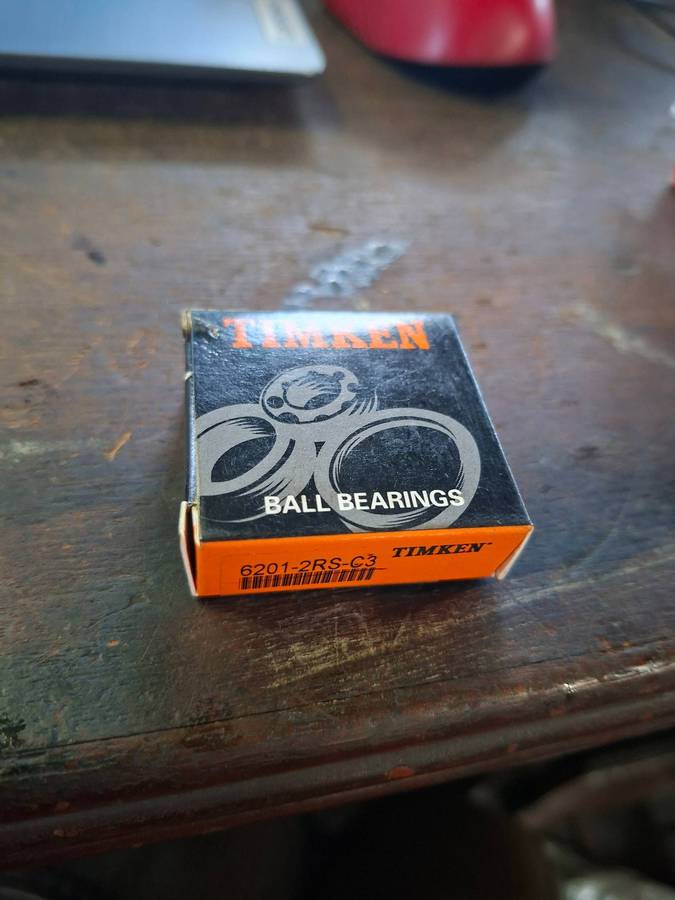 TIMKEN
BALL BEARINGS
6201-2RS-C3
TIMKEN